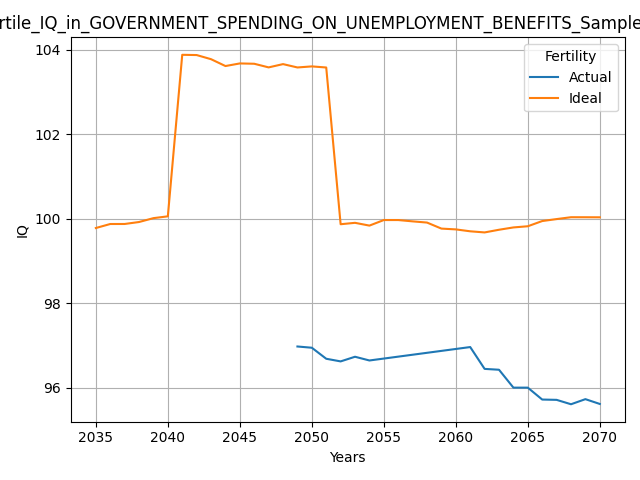 rtile_IQ_in_GOVERNMENT_SPENDING_ON_UNEMPLOYMENT_BENEFITS_Sample
104
102
100
98
96
IQ
Fertility
Actual
Ideal
2035 2040 2045 2050 2055 2060 2065 2070
Years